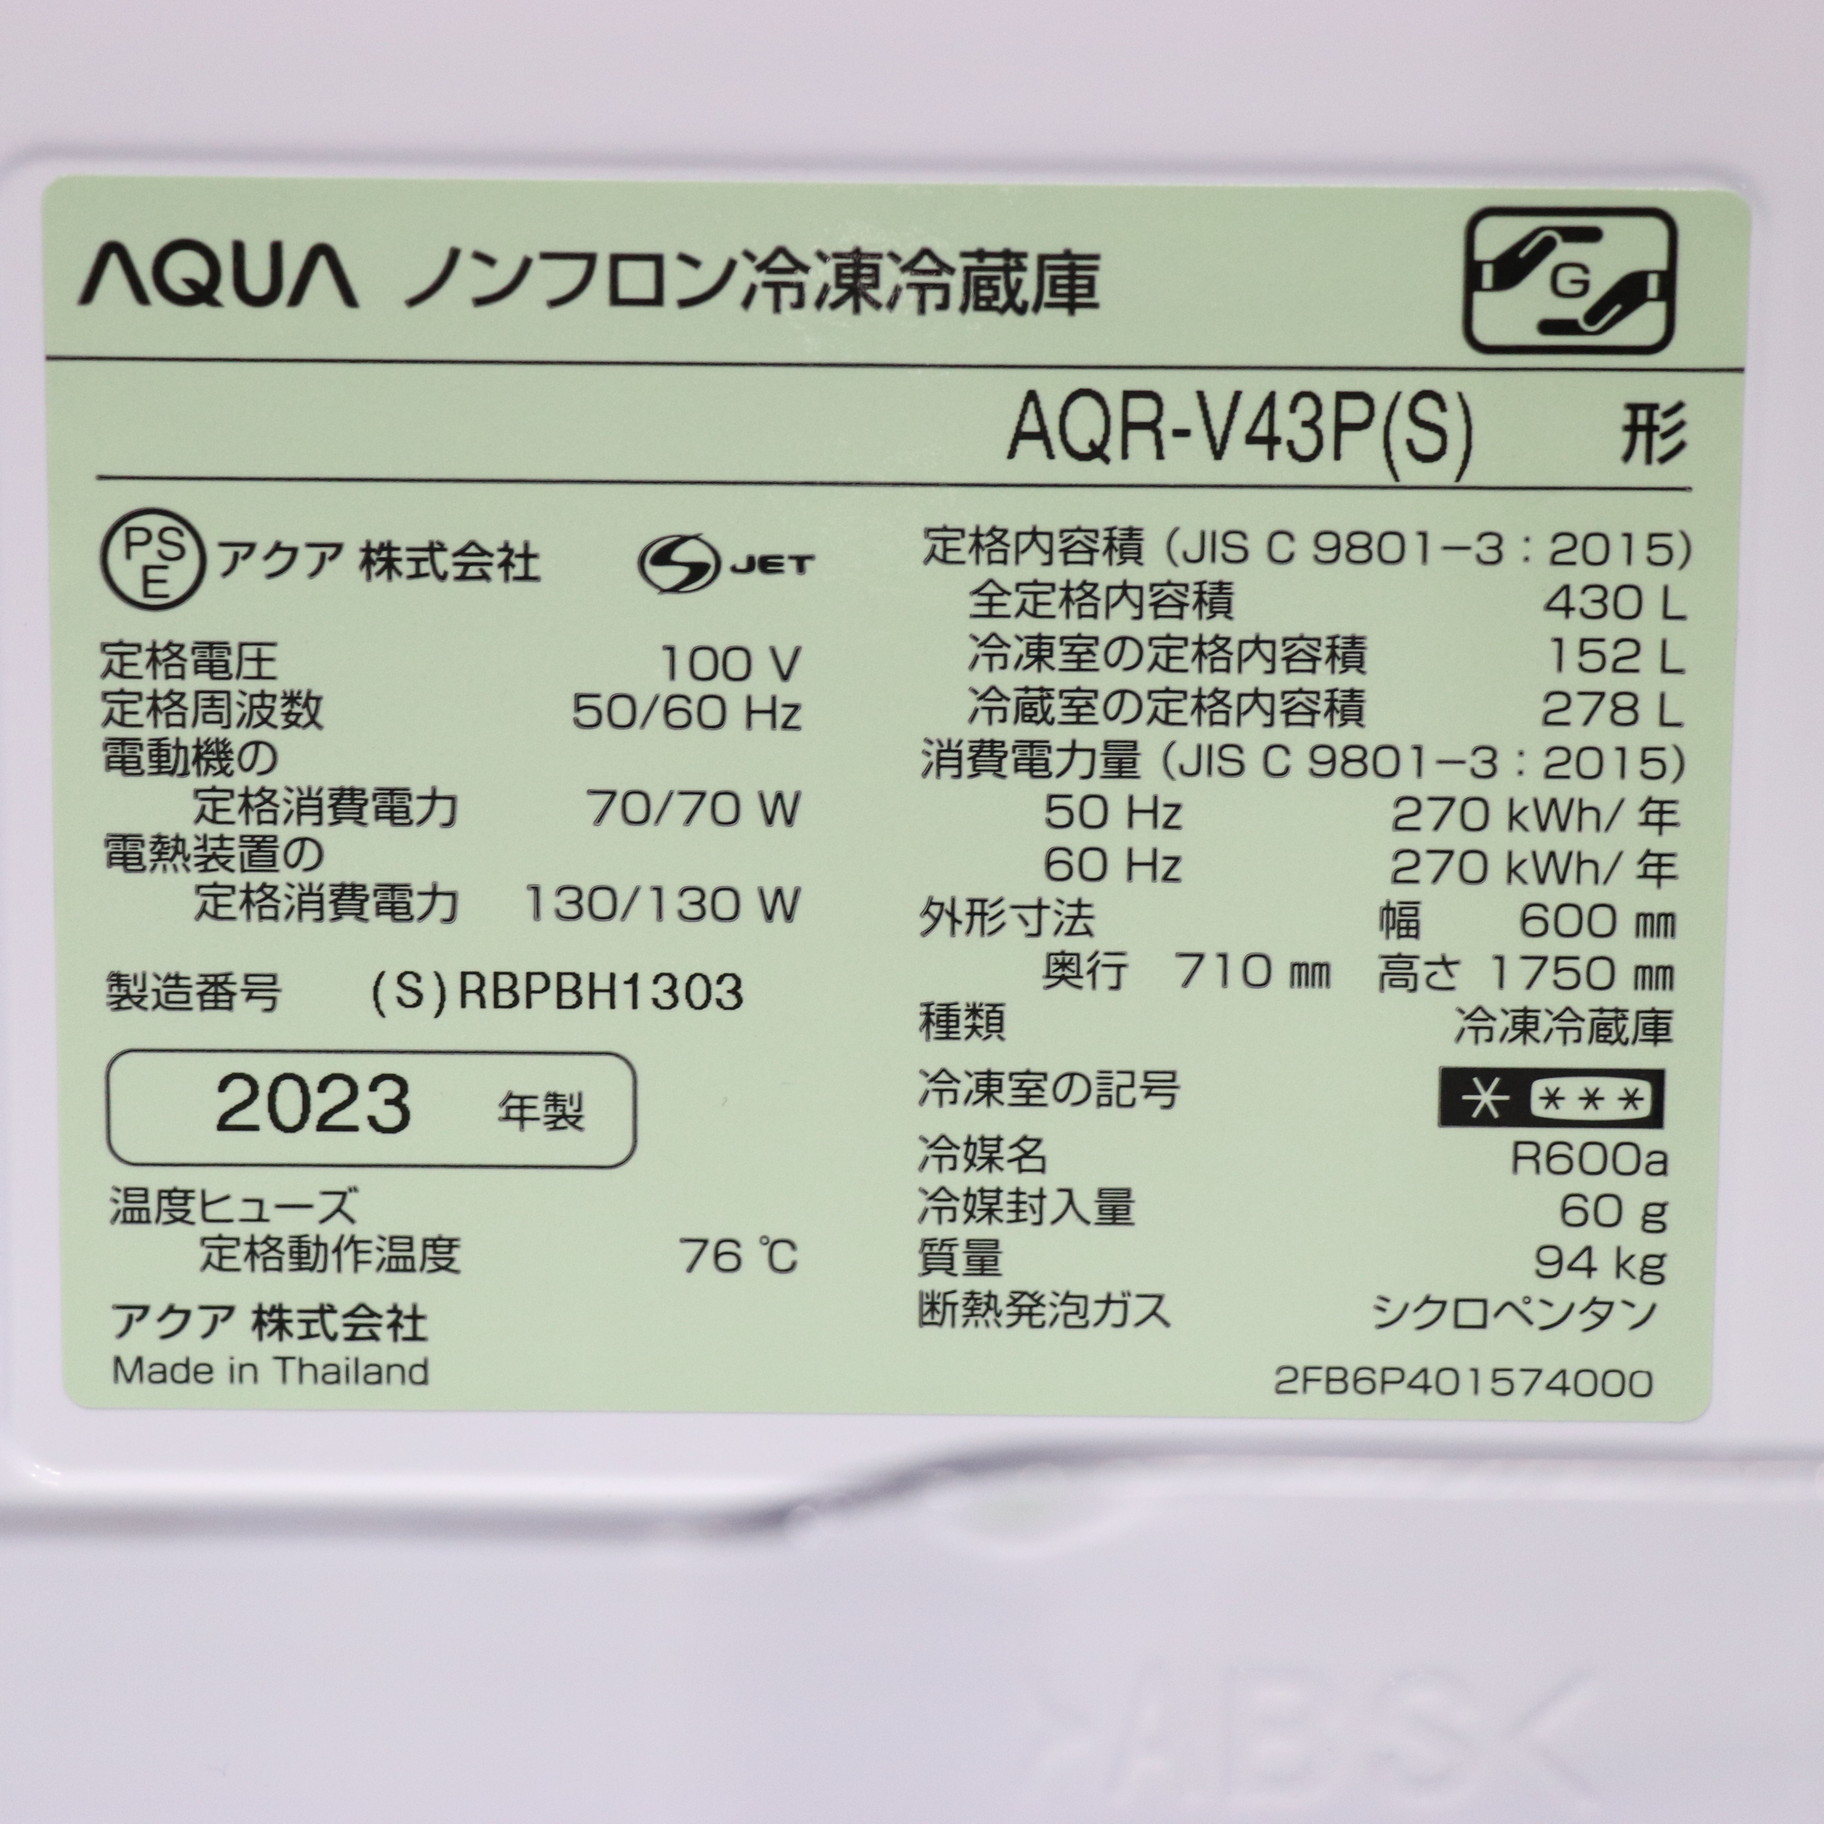 AQUA ノンフロン冷凍冷蔵庫
G
AQR-V43P(S) 形
PS
E
アクア 株式会社
S JET
定格電圧 100 V
定格周波数 50/60 Hz
電動機の
定格消費電力 70/70 W
電熱装置の
定格消費電力 130/130 W
製造番号 (S)RBPBH1303
2023 年製
温度ヒューズ
定格動作温度 76 ℃
アクア 株式会社
Made in Thailand
定格内容積(JIS C 9801-3:2015)
全定格内容積 430 L
冷凍室の定格内容積 152 L
冷蔵室の定格内容積 278 L
消費電力量(JIS C 9801-3:2015)
50 Hz 270 kWh/年
60 Hz 270 kWh/年
外形寸法 幅 600 ㎜
奥行 710 ㎜ 高さ 1750 ㎜
種類 冷凍冷蔵庫
冷凍室の記号 * ***
冷媒名 R600a
冷媒封入量 60 g
質量 94 kg
断熱発泡ガス シクロペンタン
2FB6P401574000
>ABS<